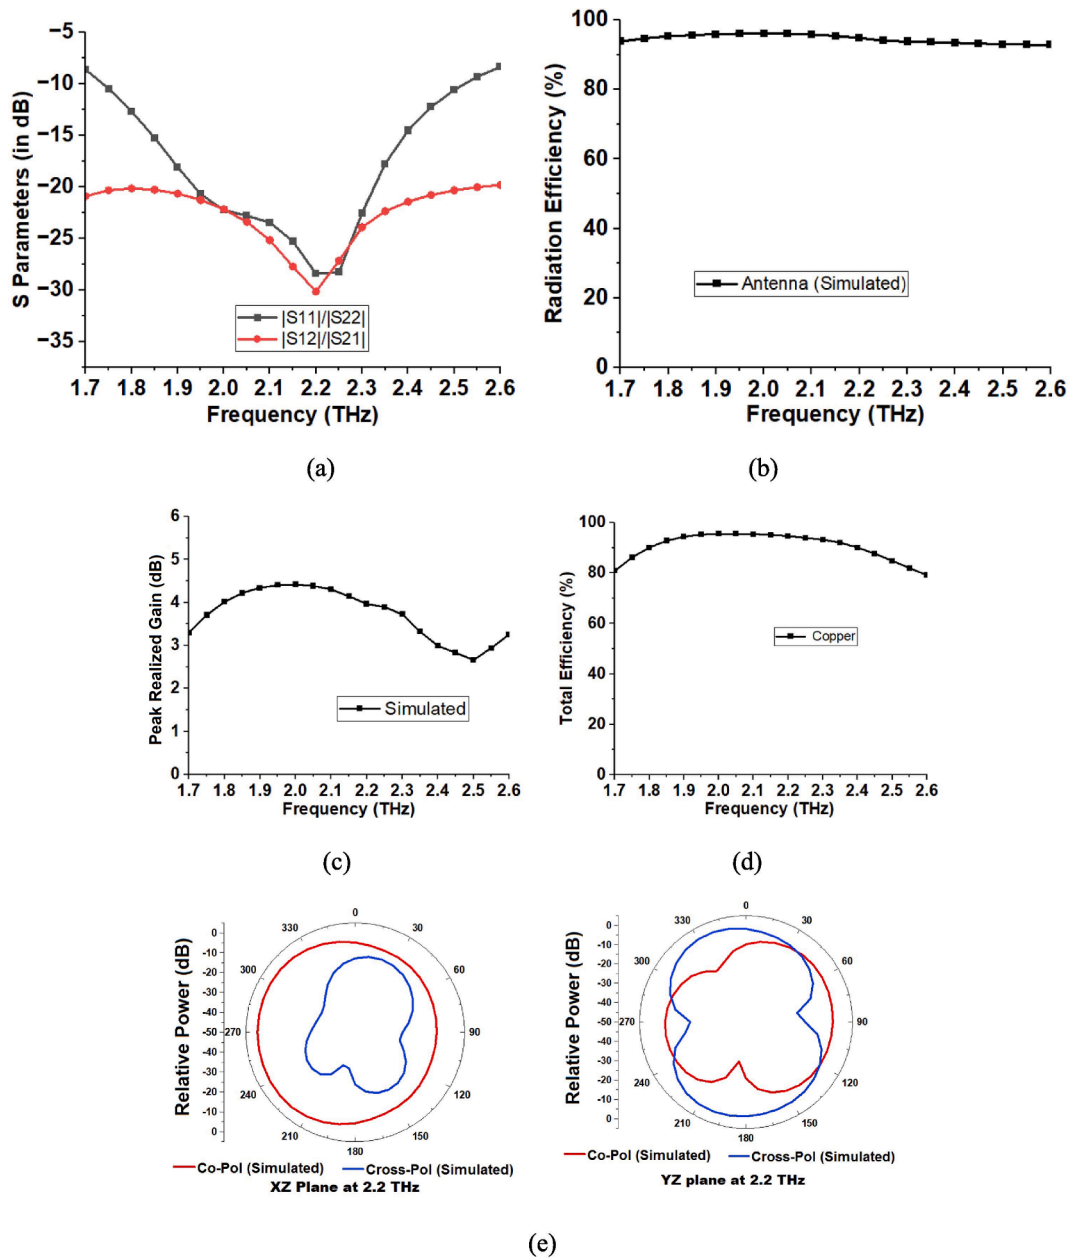 −5
−10
−15
−20
−25
−30
−35
S Parameters (in dB)
|S11|/|S22|
|S12|/|S21|
1.7 1.8 1.9 2.0 2.1 2.2 2.3 2.4 2.5 2.6
Frequency (THz)
(a)
100
80
60
40
20
0
Radiation Efficiency (%)
Antenna (Simulated)
1.7 1.8 1.9 2.0 2.1 2.2 2.3 2.4 2.5 2.6
Frequency (THz)
(b)
6
5
4
3
2
1
0
Peak Realized Gain (dB)
Simulated
1.7 1.8 1.9 2.0 2.1 2.2 2.3 2.4 2.5 2.6
Frequency (THz)
(c)
100
80
60
40
20
0
Total Efficiency (%)
Copper
1.7 1.8 1.9 2.0 2.1 2.2 2.3 2.4 2.5 2.6
Frequency (THz)
(d)
Relative Power (dB)
0
-10
-20
-30
-40
-50
-40
-30
-20
-10
0
0
30
60
90
120
150
180
210
240
270
300
330
Co-Pol (Simulated) Cross-Pol (Simulated)
XZ Plane at 2.2 THz
Relative Power (dB)
0
-10
-20
-30
-40
-50
-40
-30
-20
-10
0
0
30
60
90
120
150
180
210
240
270
300
330
Co-Pol (Simulated) Cross-Pol (Simulated)
YZ plane at 2.2 THz
(e)